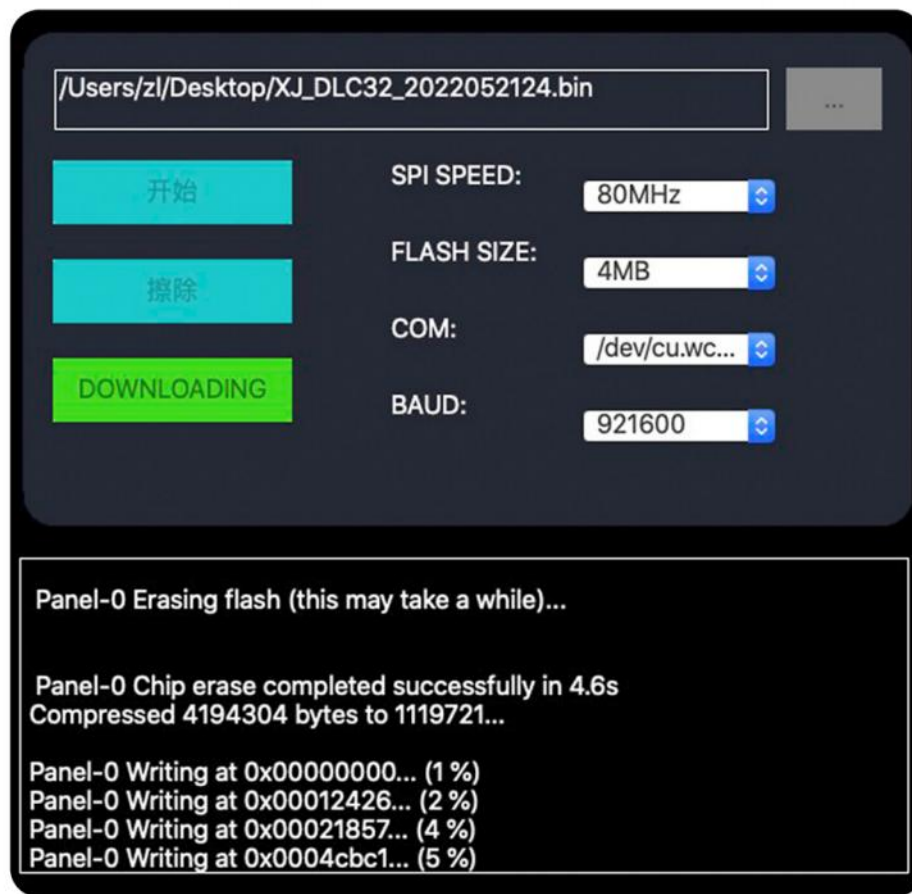 /Users/zl/Desktop/XJ_DLC32_2022052124.bin
...
开始
SPI SPEED:
80MHz
擦除
FLASH SIZE:
4MB
COM:
/dev/cu.wc...
DOWNLOADING
BAUD:
921600
Panel-0 Erasing flash (this may take a while)...
Panel-0 Chip erase completed successfully in 4.6s
Compressed 4194304 bytes to 1119721...
Panel-0 Writing at 0x00000000... (1 %)
Panel-0 Writing at 0x00012426... (2 %)
Panel-0 Writing at 0x00021857... (4 %)
Panel-0 Writing at 0x0004cbc1... (5 %)